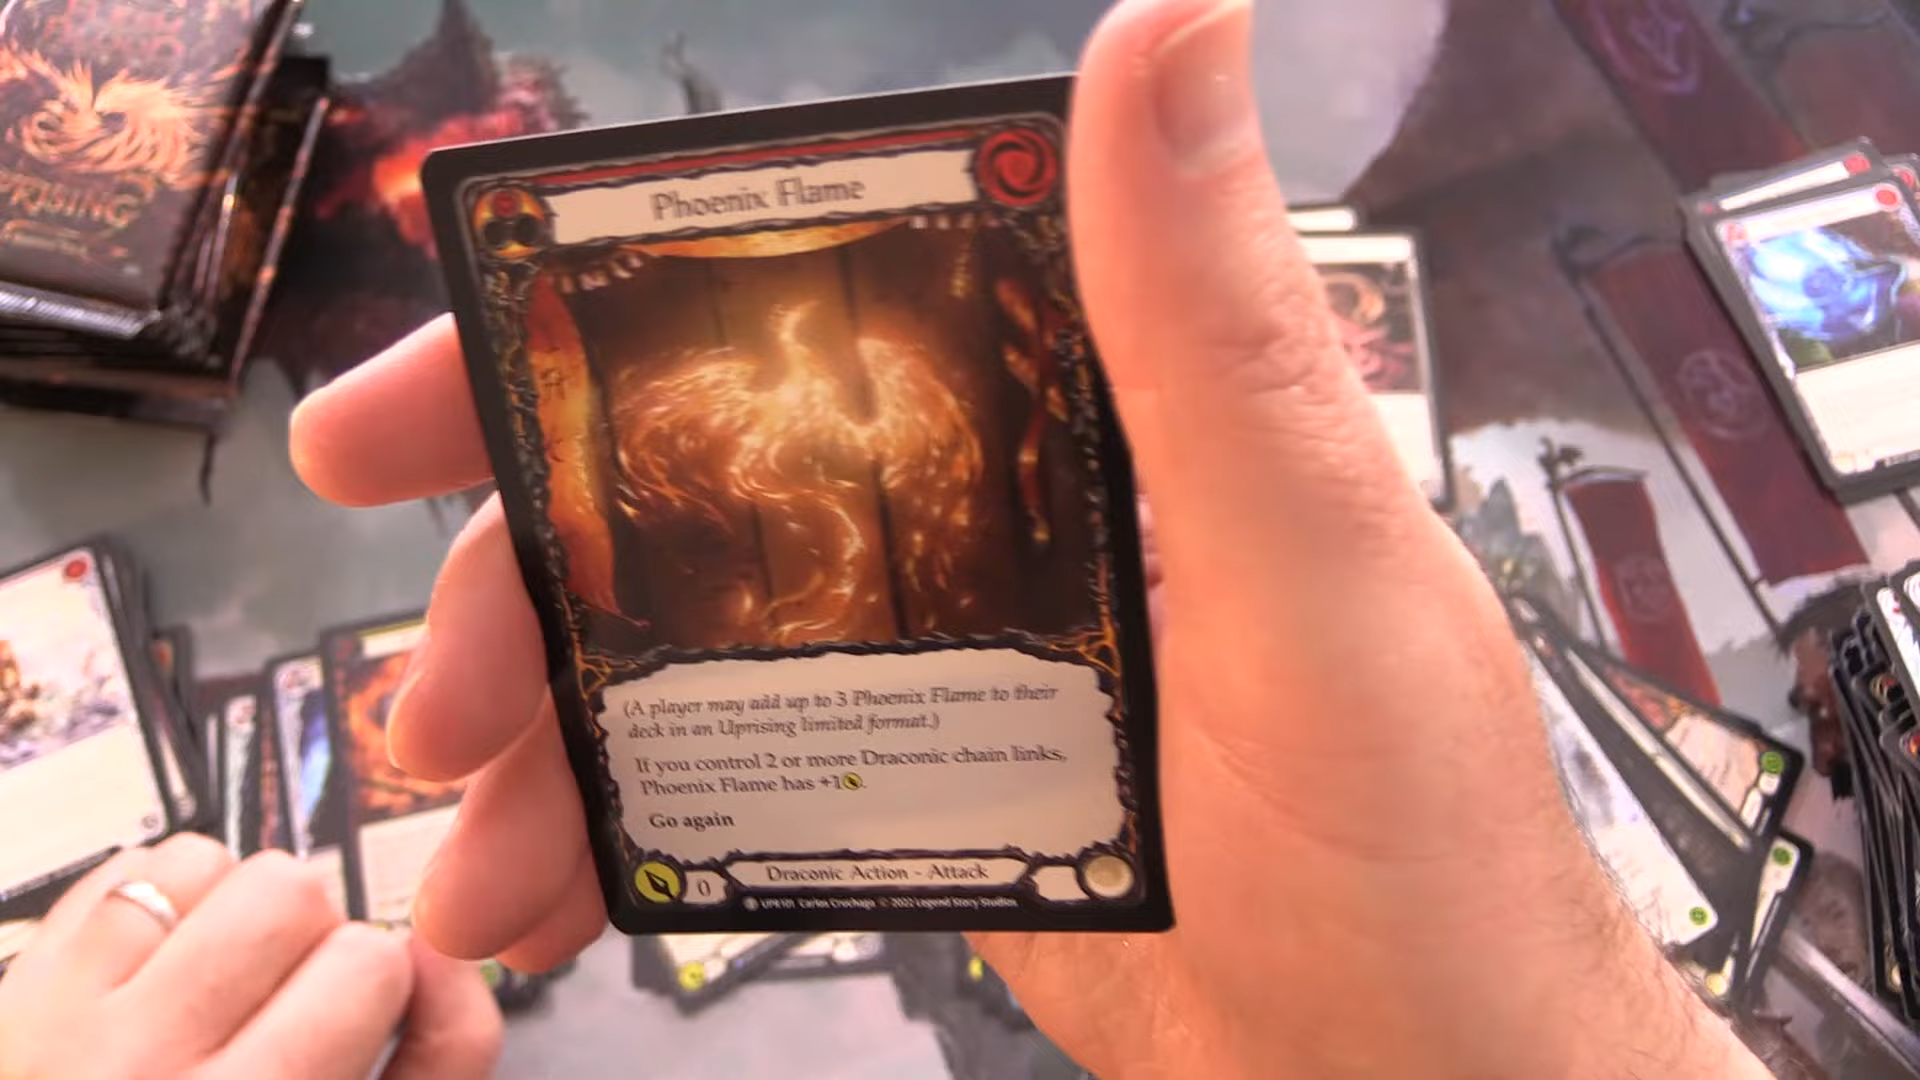 Phoenix Flame
(A player may add up to 3 Phoenix Flame to their
deck in an Uprising limited format.)
If you control 2 or more Draconic chain links,
Phoenix Flame has +1
Go again
0
Draconic Action - Attack
UPR101 Carlos Cruchaga © 2022 Legend Story Studios
UPRISING